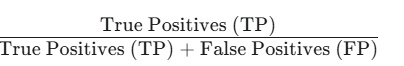 True Positives (TP)
True Positives (TP) + False Positives (FP)